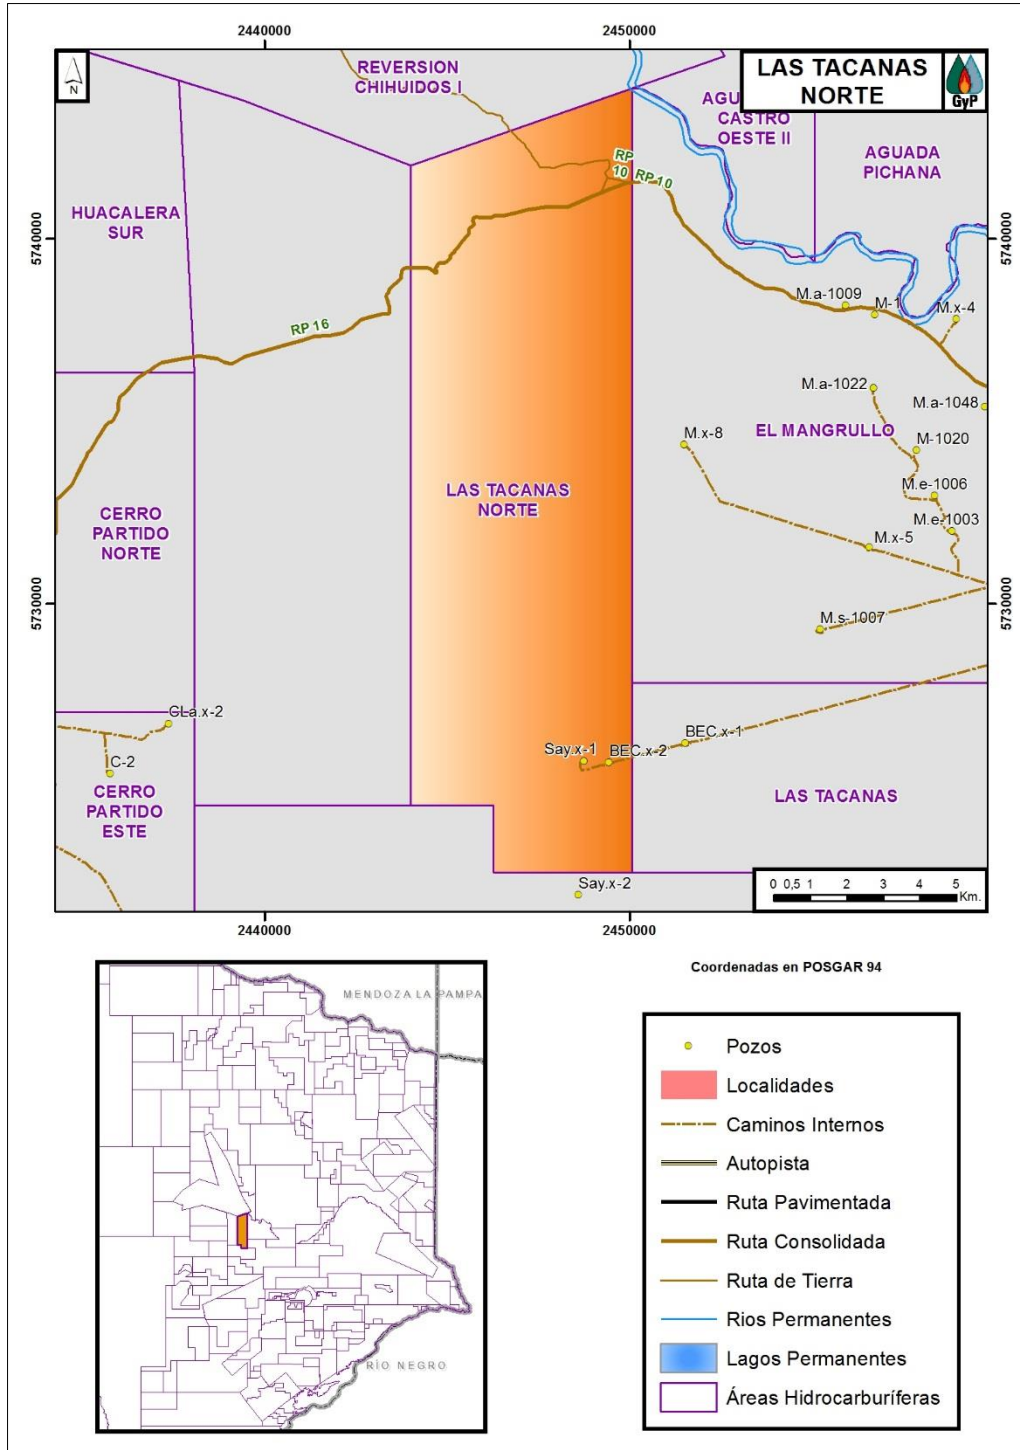 2440000
2450000
N
REVERSION
CHIHUIDOS I
LAS TACANAS
NORTE
GyP
CASTRO
OESTE II
AGUADA
PICHANA
HUACALERA
SUR
RP
10
RP 10
5740000
5740000
M.a-1009
M-1
M.x-4
RP 16
M.a-1022
M.a-1048
EL MANGRULLO
M.x-8
M-1020
LAS TACANAS
NORTE
M.e-1006
CERRO
PARTIDO
NORTE
M.e-1003
M.x-5
5730000
5730000
M.s-1007
CLa.x-2
BEC.x-1
Say.x-1
BEC.x-2
C-2
CERRO
PARTIDO
ESTE
LAS TACANAS
Say.x-2
0 0,5 1 2 3 4 5
Km.
2440000
2450000
Coordenadas en POSGAR 94
MENDOZA
LA PAMPA
RÍO NEGRO
Pozos
Localidades
Caminos Internos
Autopista
Ruta Pavimentada
Ruta Consolidada
Ruta de Tierra
Rios Permanentes
Lagos Permanentes
Áreas Hidrocarburíferas